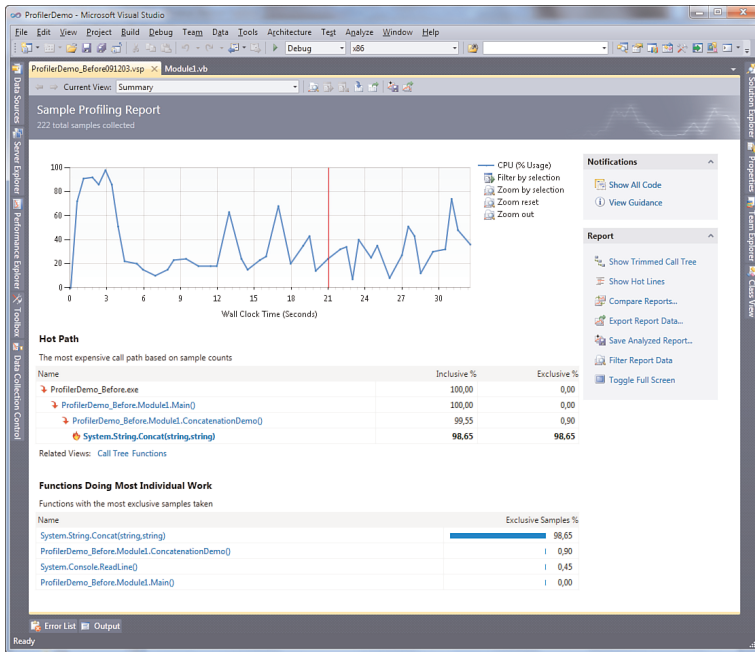 ProfilerDemo - Microsoft Visual Studio
File Edit View Project Build Debug Team Data Tools Architecture Test Analyze Window Help
Debug x86
ProfilerDemo_Before091203.vsp Module1.vb
Current View: Summary
Sample Profiling Report
222 total samples collected
100
80
60
40
20
0
0 3 6 9 12 15 18 21 24 27 30
Wall Clock Time (Seconds)
CPU (% Usage)
Filter by selection
Zoom by selection
Zoom reset
Zoom out
Notifications
Show All Code
View Guidance
Report
Show Trimmed Call Tree
Show Hot Lines
Compare Reports...
Export Report Data...
Save Analyzed Report...
Filter Report Data
Toggle Full Screen
Hot Path
The most expensive call path based on sample counts
Name Inclusive % Exclusive %
ProfilerDemo_Before.exe 100,00 0,00
ProfilerDemo_Before.Module1.Main() 100,00 0,00
ProfilerDemo_Before.Module1.ConcatenationDemo() 99,55 0,90
System.String.Concat(string,string) 98,65 98,65
Related Views: Call Tree Functions
Functions Doing Most Individual Work
Functions with the most exclusive samples taken
Name Exclusive Samples %
System.String.Concat(string,string) 98,65
ProfilerDemo_Before.Module1.ConcatenationDemo() 0,90
System.Console.ReadLine() 0,45
ProfilerDemo_Before.Module1.Main() 0,00
Data Sources
Server Explorer
Performance Explorer
Toolbox
Data Collection Control
Solution Explorer
Properties
Team Explorer
Class View
Error List Output
Ready